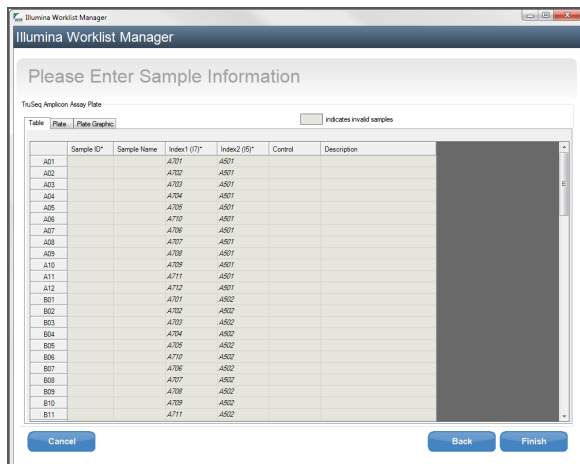 Illumina Worklist Manager
Illumina Worklist Manager
Please Enter Sample Information
TruSeq Amplicon Assay Plate
indicates invalid samples
Table Plate Plate Graphic
Sample ID* Sample Name Index1 (I7)* Index2 (I5)* Control Description
A01 A701 A501
A02 A702 A501
A03 A703 A501
A04 A704 A501
A05 A705 A501
A06 A710 A501
A07 A706 A501
A08 A707 A501
A09 A708 A501
A10 A709 A501
A11 A711 A501
A12 A712 A501
B01 A701 A502
B02 A702 A502
B03 A703 A502
B04 A704 A502
B05 A705 A502
B06 A710 A502
B07 A706 A502
B08 A707 A502
B09 A708 A502
B10 A709 A502
B11 A711 A502
Cancel Back Finish